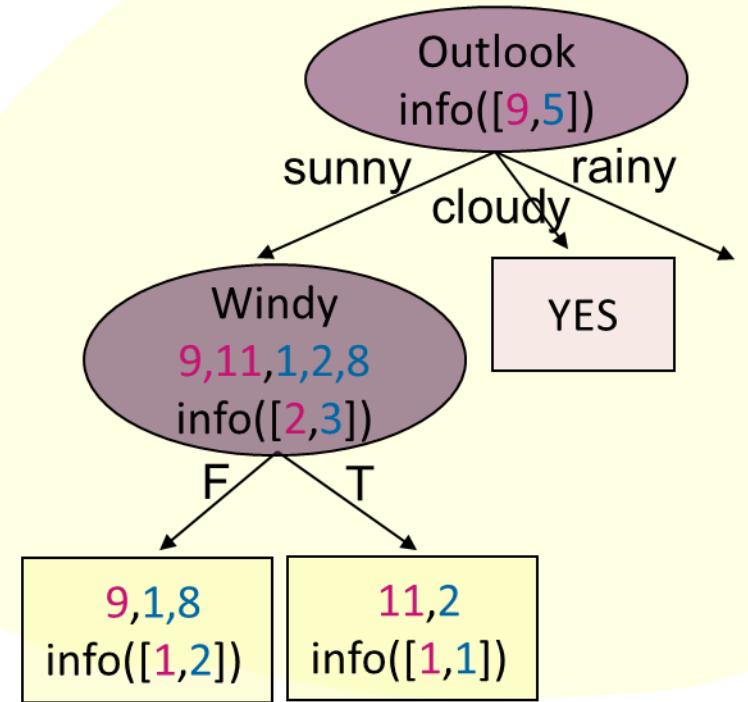 Outlook
info([9,5])
sunny
cloudy
rainy
Windy
9,11,1,2,8
info([2,3])
YES
F
T
9,1,8
info([1,2])
11,2
info([1,1])